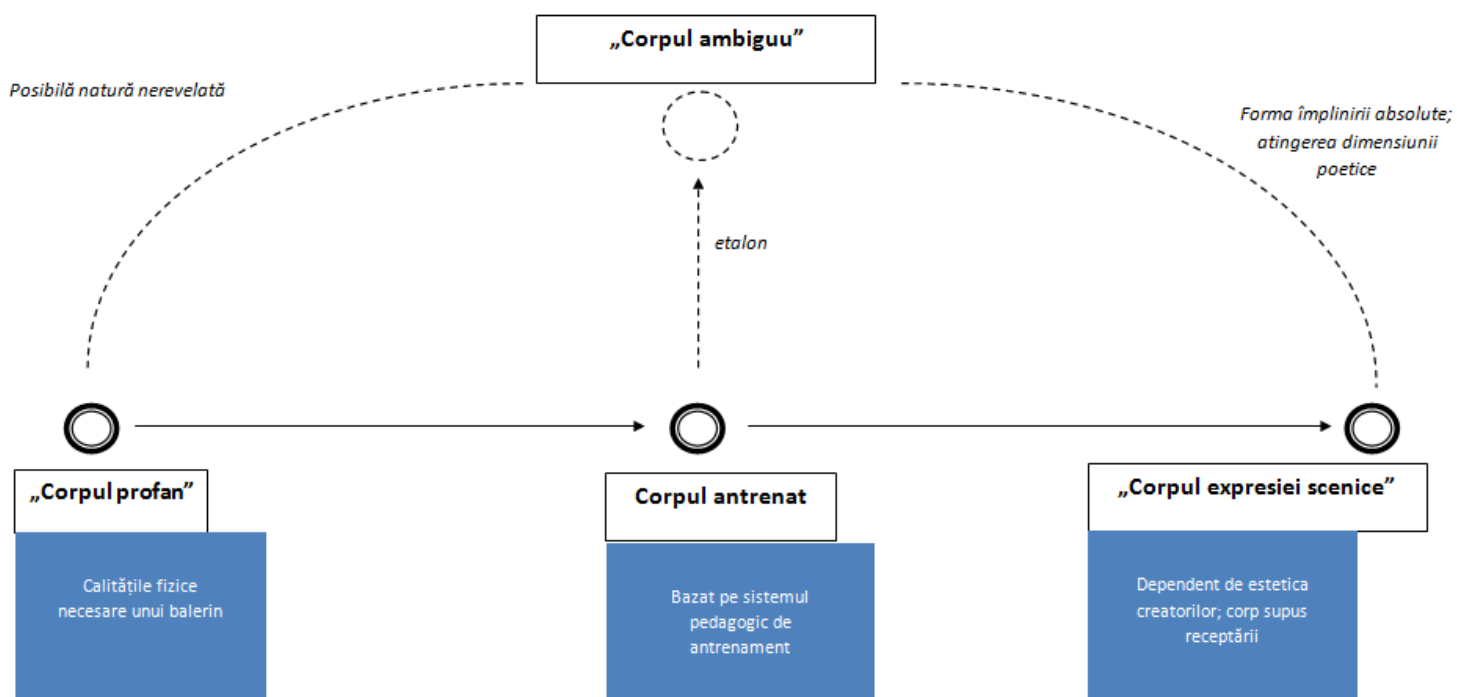 „Corpul ambiguu”
Posibilă natură nerevelată
Forma împlinirii absolute;
atingerea dimensiunii
poetice
etalon
„Corpul profan”
Calitățile fizice
necesare unui balerin
Corpul antrenat
Bazat pe sistemul
pedagogic de
antrenament
„Corpul expresiei scenice”
Dependent de estetica
creatorilor; corp supus
receptării